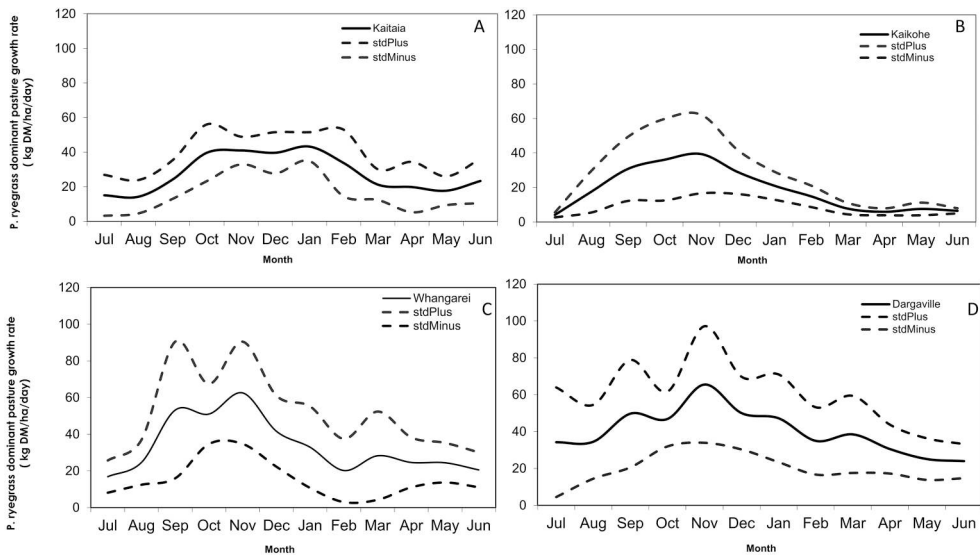 P. ryegrass dominant pasture growth rate
( kg DM/ha/day)
120
100
80
60
40
20
0
A
Kaitaia
stdPlus
stdMinus
Jul Aug Sep Oct Nov Dec Jan Feb Mar Apr May Jun
Month
120
100
80
60
40
20
0
B
Kaikohe
stdPlus
stdMinus
Jul Aug Sep Oct Nov Dec Jan Feb Mar Apr May Jun
Month
P. ryegrass dominant pasture growth rate
( kg DM/ha/day)
120
100
80
60
40
20
0
C
Whangarei
stdPlus
stdMinus
Jul Aug Sep Oct Nov Dec Jan Feb Mar Apr May Jun
Month
120
100
80
60
40
20
0
D
Dargaville
stdPlus
stdMinus
Jul Aug Sep Oct Nov Dec Jan Feb Mar Apr May Jun
Month